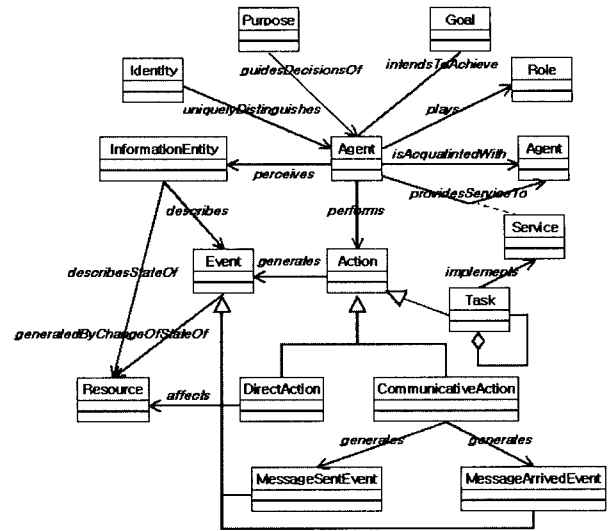 Purpose
Goal
guidesDecisionsOf
intendsToAchieve
Identity
Role
uniquelyDistinguishes
plays
InformationEntity
Agent
isAcquaintedWith
Agent
perceives
providesServiceTo
describes
performs
Service
Event
generates
Action
implements
describesStateOf
Task
generatedByChangeOfStateOf
Resource
affects
DirectAction
CommunicativeAction
generates
generates
MessageSentEvent
MessageArrivedEvent